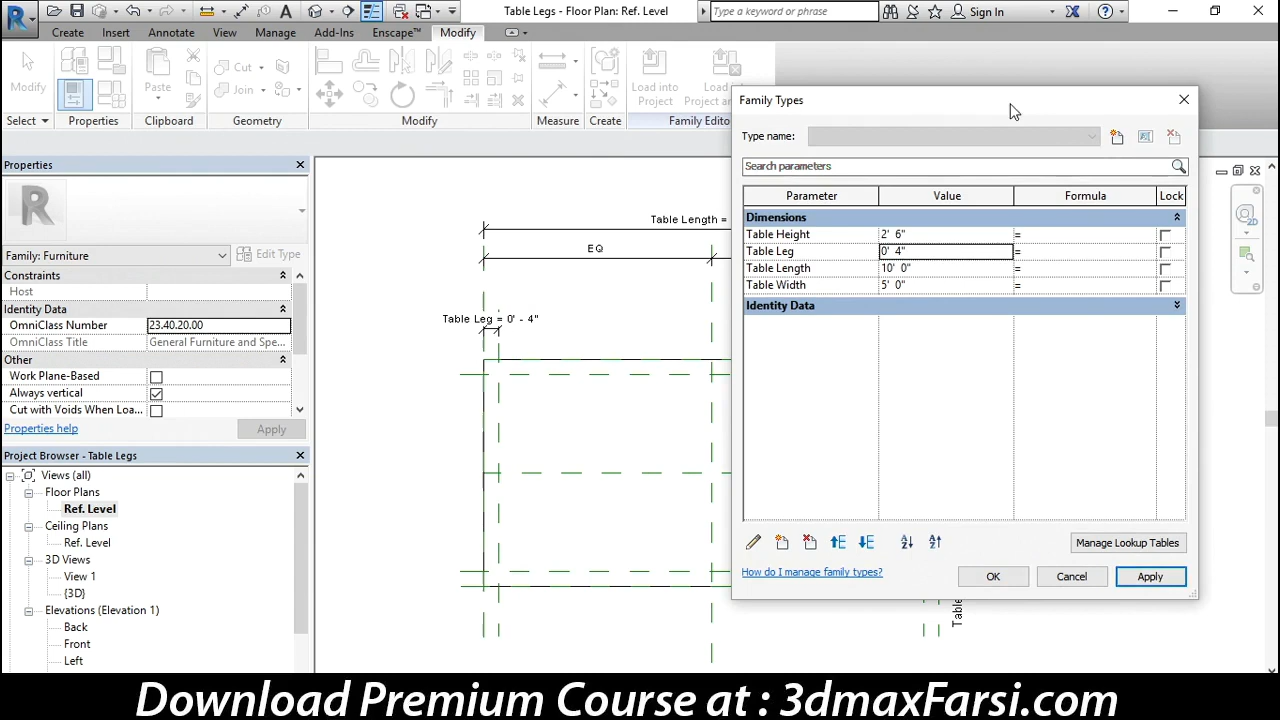 Table Legs - Floor Plan: Ref. Level
Type a keyword or phrase
Sign In
Create Insert Annotate View Manage Add-Ins Enscape™ Modify
Modify
Paste
Cut
Join
Load into
Project
Load into
Project a
Select Properties Clipboard Geometry Modify Measure Create Family Edito
Properties
Family: Furniture
Edit Type
Constraints
Host
Identity Data
OmniClass Number 23.40.20.00
OmniClass Title General Furniture and Spe...
Other
Work Plane-Based
Always vertical
Cut with Voids When Loa...
Properties help
Apply
Project Browser - Table Legs
Views (all)
Floor Plans
Ref. Level
Ceiling Plans
Ref. Level
3D Views
View 1
{3D}
Elevations (Elevation 1)
Back
Front
Left
Table Length =
EQ
Table Leg = 0' - 4"
Table
Family Types
Type name:
Search parameters
Parameter Value Formula Lock
Dimensions
Table Height 2' 6" =
Table Leg 0' 4" =
Table Length 10' 0" =
Table Width 5' 0" =
Identity Data
Manage Lookup Tables
How do I manage family types?
OK Cancel Apply
2D
Download Premium Course at : 3dmaxFarsi.com